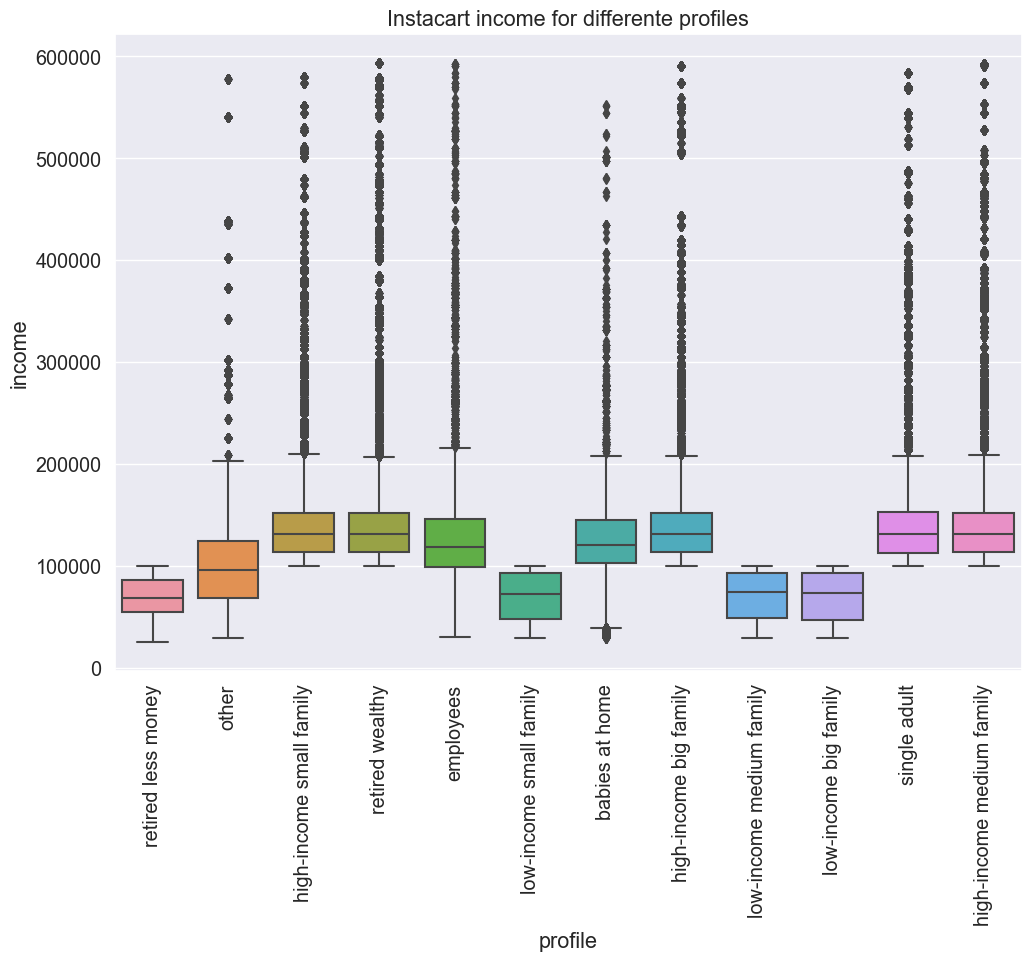 Instacart income for differente profiles
600000
500000
400000
300000
200000
100000
0
income
retired less money
other
high-income small family
retired wealthy
employees
low-income small family
babies at home
high-income big family
low-income medium family
low-income big family
single adult
high-income medium family
profile